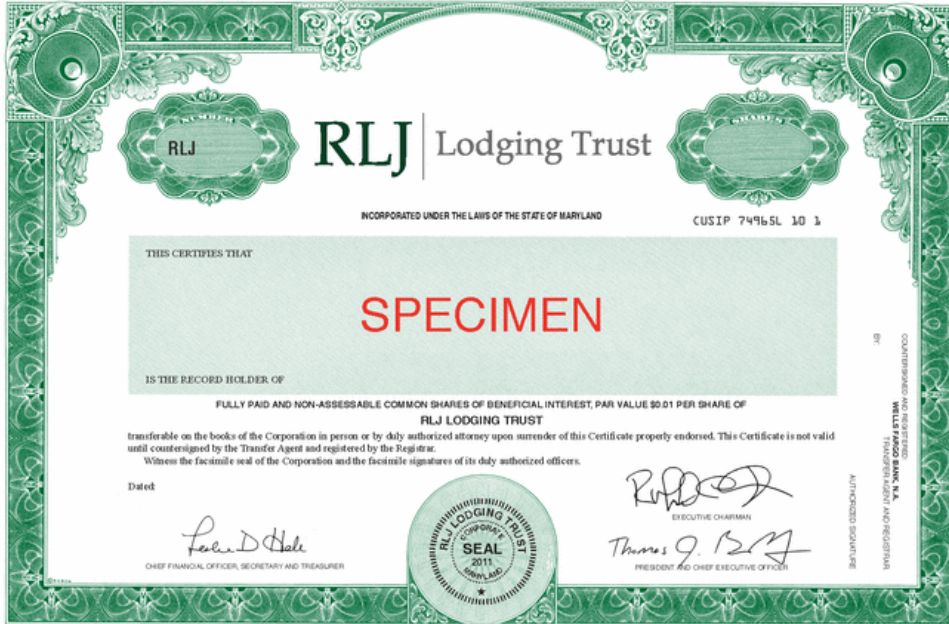 NUMBER
SHARES
RLJ
RLJ | Lodging Trust
INCORPORATED UNDER THE LAWS OF THE STATE OF MARYLAND
CUSIP 74965L 10 1
THIS CERTIFIES THAT
SPECIMEN
IS THE RECORD HOLDER OF
FULLY PAID AND NON-ASSESSABLE COMMON SHARES OF BENEFICIAL INTEREST, PAR VALUE $0.01 PER SHARE OF
RLJ LODGING TRUST
transferable on the books of the Corporation in person or by duly authorized attorney upon surrender of this Certificate properly endorsed. This Certificate is not valid
until countersigned by the Transfer Agent and registered by the Registrar.
Witness the facsimile seal of the Corporation and the facsimile signatures of its duly authorized officers.
Dated:
EXECUTIVE CHAIRMAN
Leslie D Hale
CHIEF FINANCIAL OFFICER, SECRETARY AND TREASURER
RLJ LODGING TRUST
CORPORATE
SEAL
2011
MARYLAND
Thomas J.
PRESIDENT AND CHIEF EXECUTIVE OFFICER
COUNTERSIGNED AND REGISTERED:
WELLS FARGO BANK, N.A.
TRANSFER AGENT AND REGISTRAR
BY:
AUTHORIZED SIGNATURE